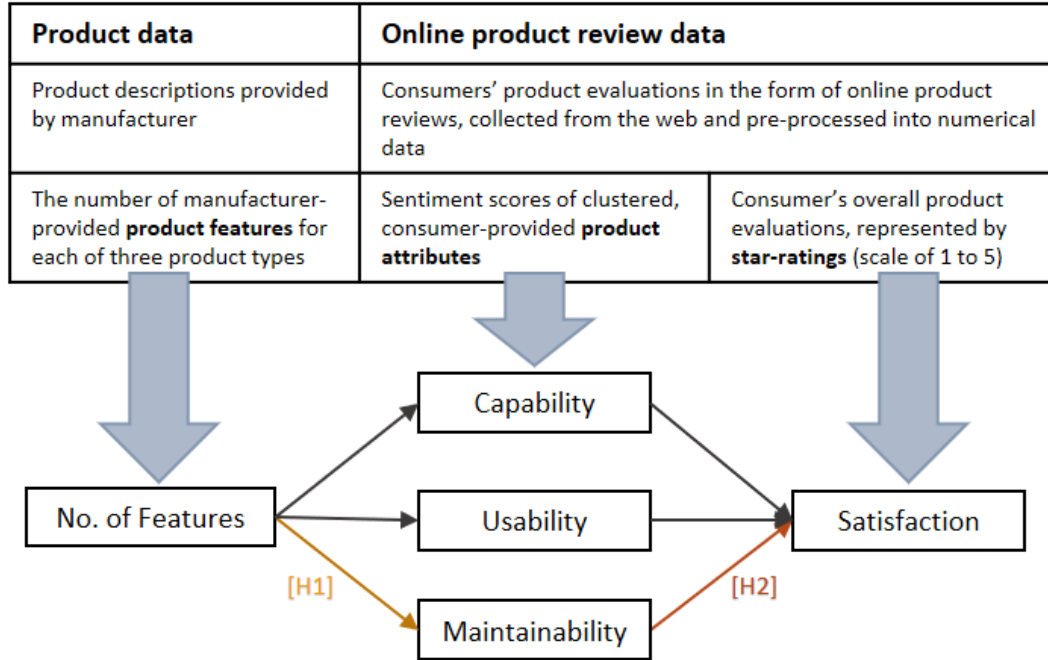 Product data
Online product review data
Product descriptions provided
by manufacturer
Consumers’ product evaluations in the form of online product
reviews, collected from the web and pre-processed into numerical
data
The number of manufacturer-
provided product features for
each of three product types
Sentiment scores of clustered,
consumer-provided product
attributes
Consumer’s overall product
evaluations, represented by
star-ratings (scale of 1 to 5)
Capability
No. of Features
Usability
Satisfaction
[H1]
[H2]
Maintainability